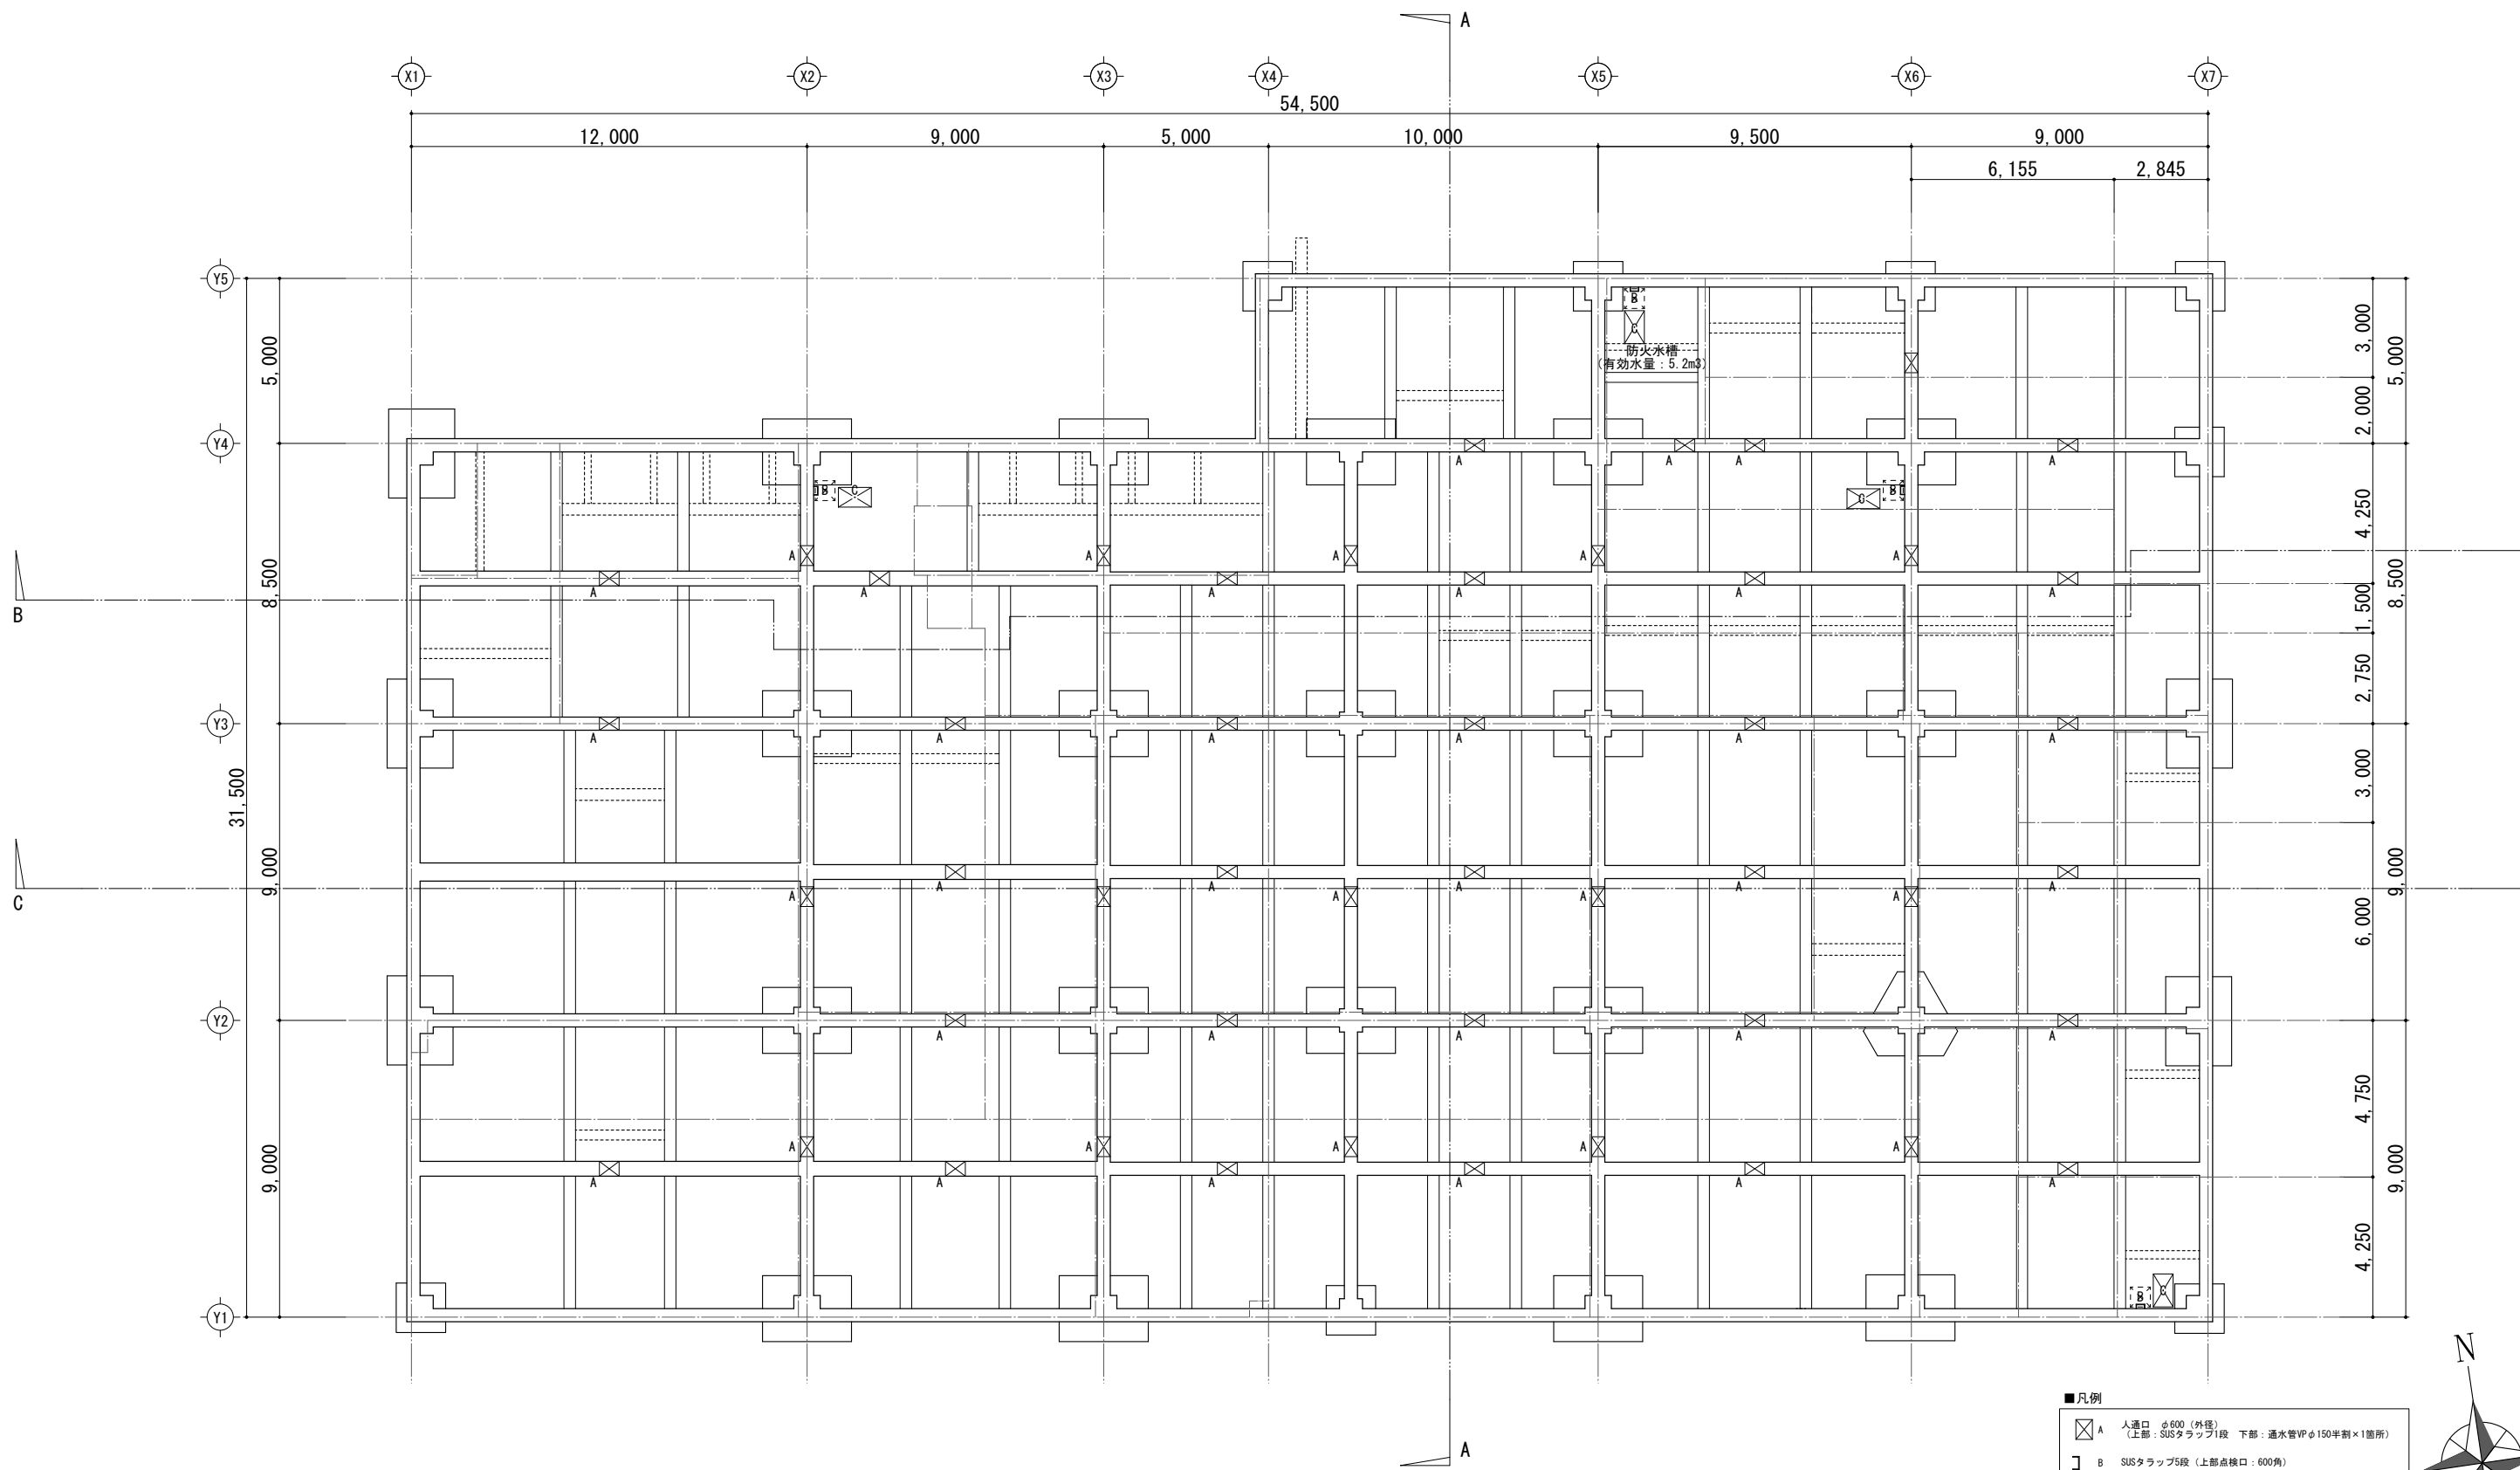 A
X1 X2 X3 X4 X5 X6 X7
54,500
12,000 9,000 5,000 10,000 9,500 9,000
6,155 2,845
Y5
B
C
防火水槽
(有効水量：5.2m3)
3,000
5,000
5,000
2,000
Y4
A A A A
B C
C B
4,250
A A A A A
8,500
B
A A A A A A
1,500
8,500
2,750
Y3
A A A A A A
31,500
3,000
9,000
C
A A A A A
9,000
A A A A A
6,000
Y2
A A A A A
4,750
9,000
A A A A A
9,000
A A A A A A
4,250
B C
Y1
N
A
■凡例
A 人通口 φ600（外径）
（上部：SUSタラップ1段 下部：通水管VPφ150半割×1箇所）
B SUSタラップ5段（上部点検口：600角）